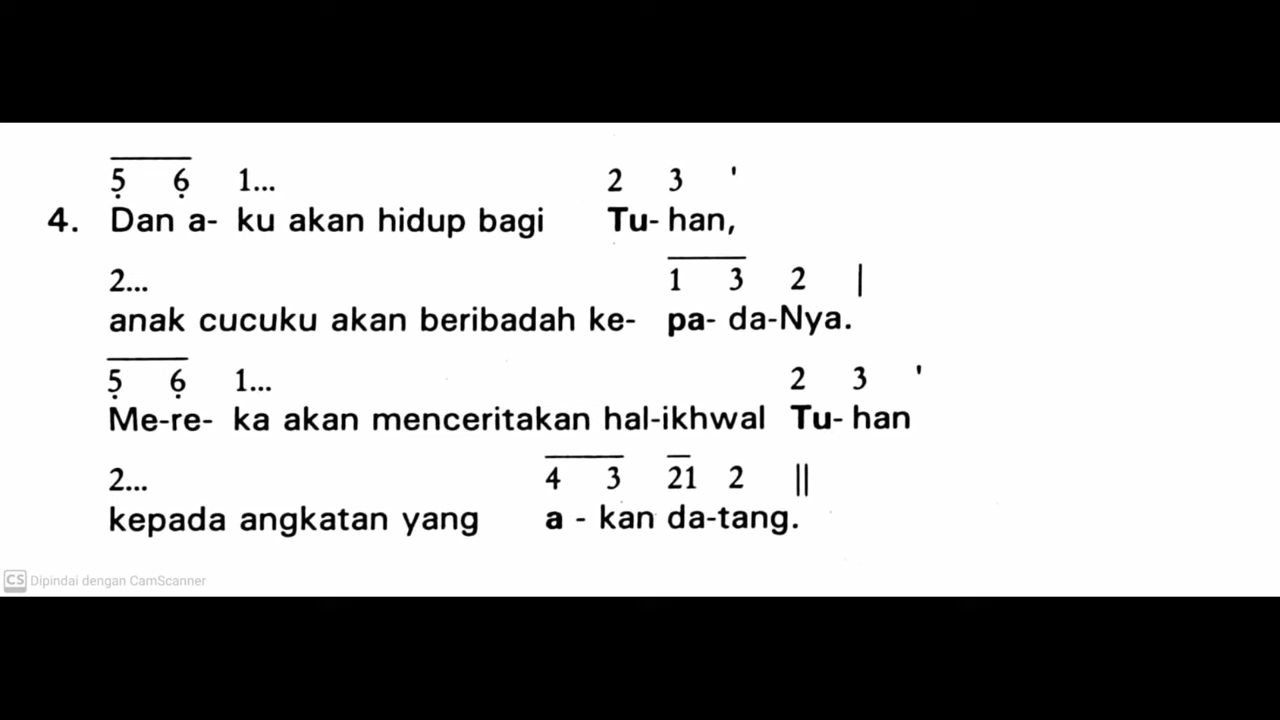 5̣ 6̣ 1... 2 3 '
4. Dan a- ku akan hidup bagi Tu- han,
2... 1 3 2 |
anak cucuku akan beribadah ke- pa- da-Nya.
5̣ 6̣ 1... 2 3 '
Me-re- ka akan menceritakan hal-ikhwal Tu- han
2... 4 3 21 2 ||
kepada angkatan yang a - kan da-tang.
CS Dipindai dengan CamScanner